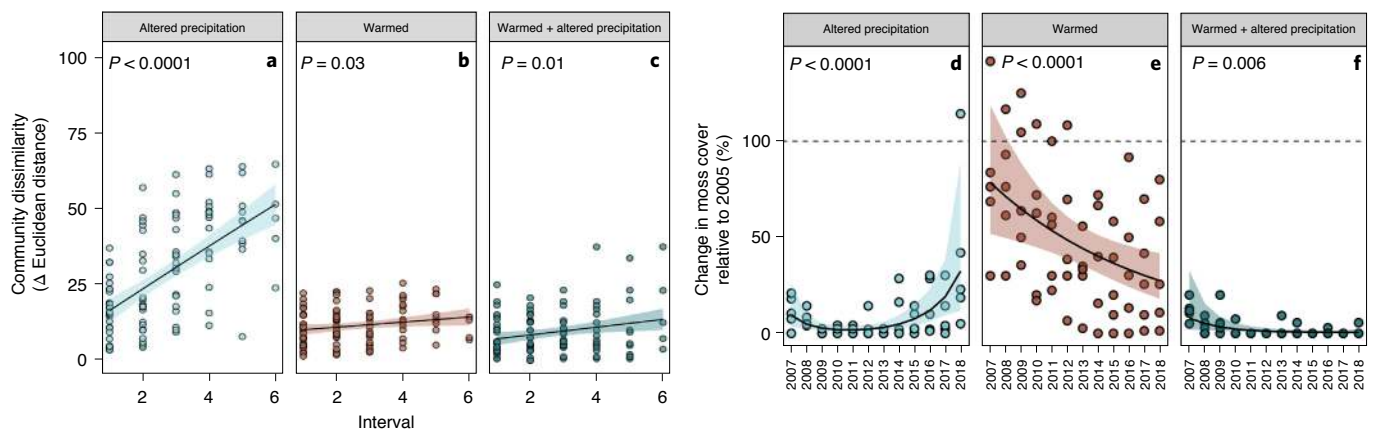 Altered precipitation
Warmed
Warmed + altered precipitation
P < 0.0001
a
P = 0.03
b
P = 0.01
c
100
75
50
25
0
Community dissimilarity
(Δ Euclidean distance)
2 4 6
2 4 6
2 4 6
Interval
Altered precipitation
Warmed
Warmed + altered precipitation
P < 0.0001
d
P < 0.0001
e
P = 0.006
f
100
50
0
Change in moss cover
relative to 2005 (%)
2007 2008 2009 2010 2011 2012 2013 2014 2015 2016 2017 2018
2007 2008 2009 2010 2011 2012 2013 2014 2015 2016 2017 2018
2007 2008 2009 2010 2011 2012 2013 2014 2015 2016 2017 2018